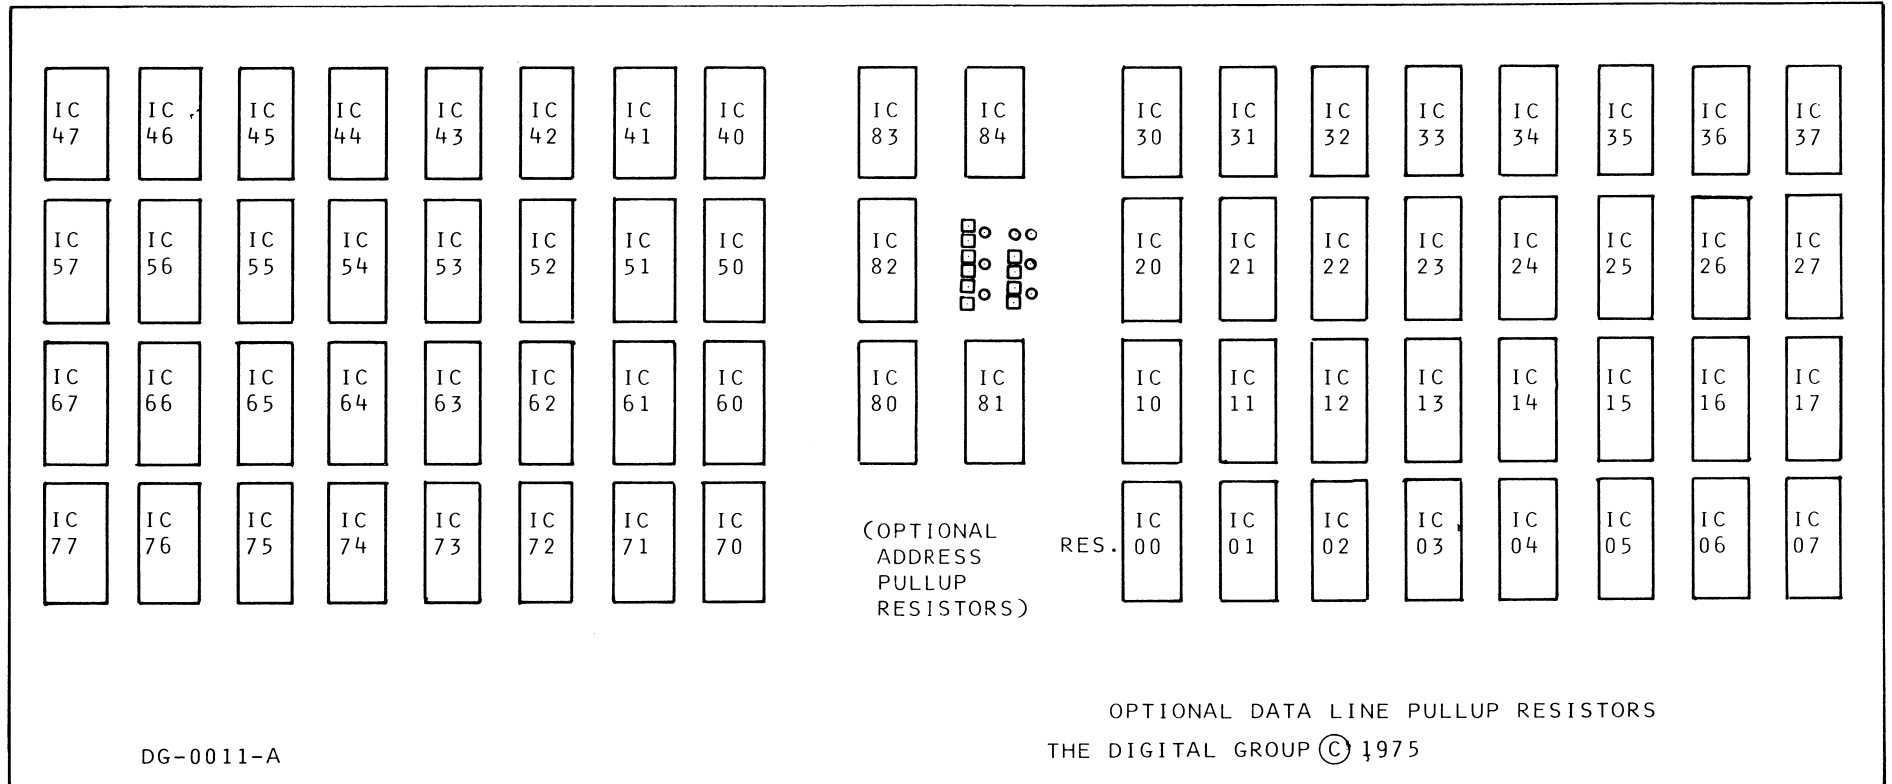 IC IC IC IC IC IC IC IC IC IC IC IC IC IC IC IC IC IC
47 46 45 44 43 42 41 40 83 84 30 31 32 33 34 35 36 37
IC IC IC IC IC IC IC IC IC IC IC IC IC IC IC IC IC
57 56 55 54 53 52 51 50 82 20 21 22 23 24 25 26 27
IC IC IC IC IC IC IC IC IC IC IC IC IC IC IC IC IC IC
67 66 65 64 63 62 61 60 80 81 10 11 12 13 14 15 16 17
IC IC IC IC IC IC IC IC IC IC IC IC IC IC IC IC
77 76 75 74 73 72 71 70 RES. 00 01 02 03 04 05 06 07
(OPTIONAL
ADDRESS
PULLUP
RESISTORS)
OPTIONAL DATA LINE PULLUP RESISTORS
THE DIGITAL GROUP © 1975
DG-0011-A